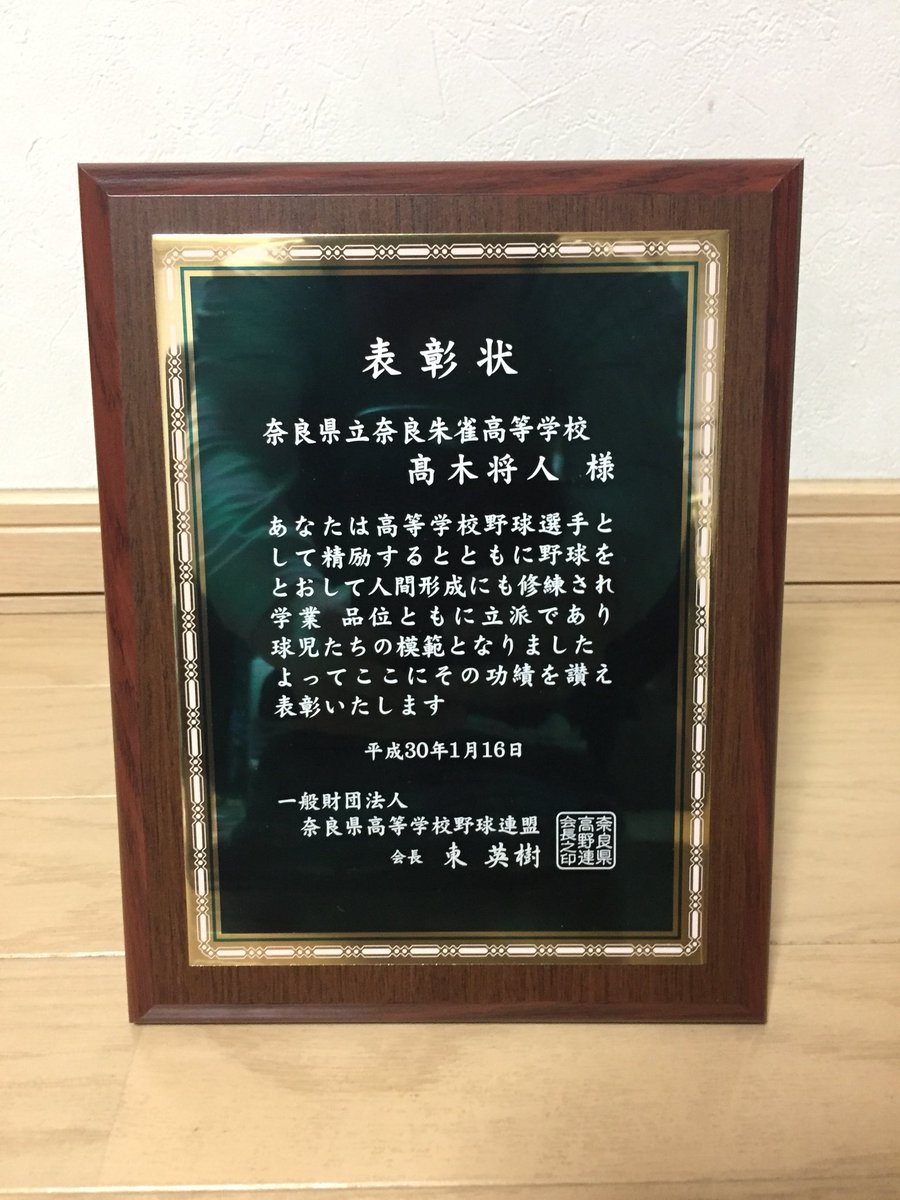 表彰状
奈良県立奈良朱雀高等学校
髙木将人 様
あなたは高等学校野球選手と
して精励するとともに野球を
とおして人間形成にも修練され
学業 品位ともに立派であり
球児たちの模範となりました
よってここにその功績を讃え
表彰いたします
平成30年1月16日
一般財団法人
奈良県高等学校野球連盟
会長 東 英樹
奈良県
高野連
会長之印